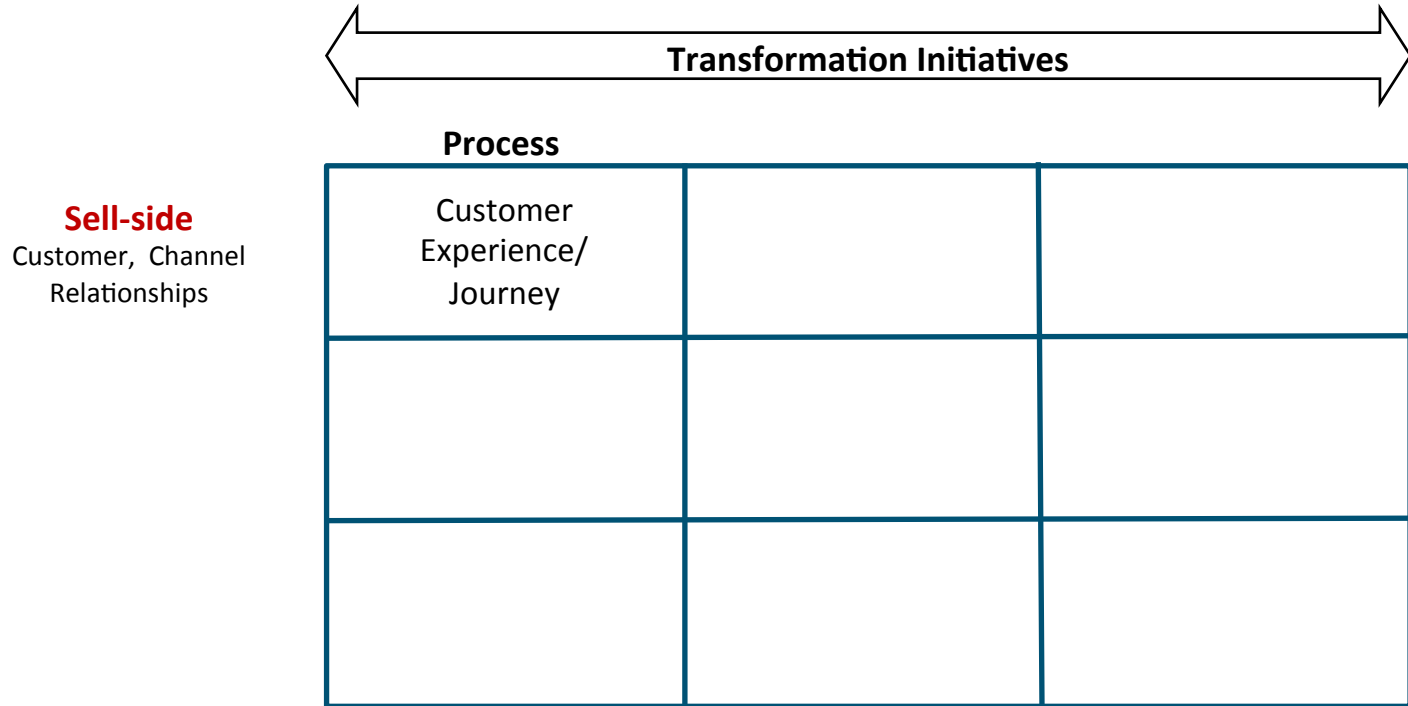 Transformation Initiatives
Process
Sell-side
Customer, Channel
Relationships
Customer
Experience/
Journey